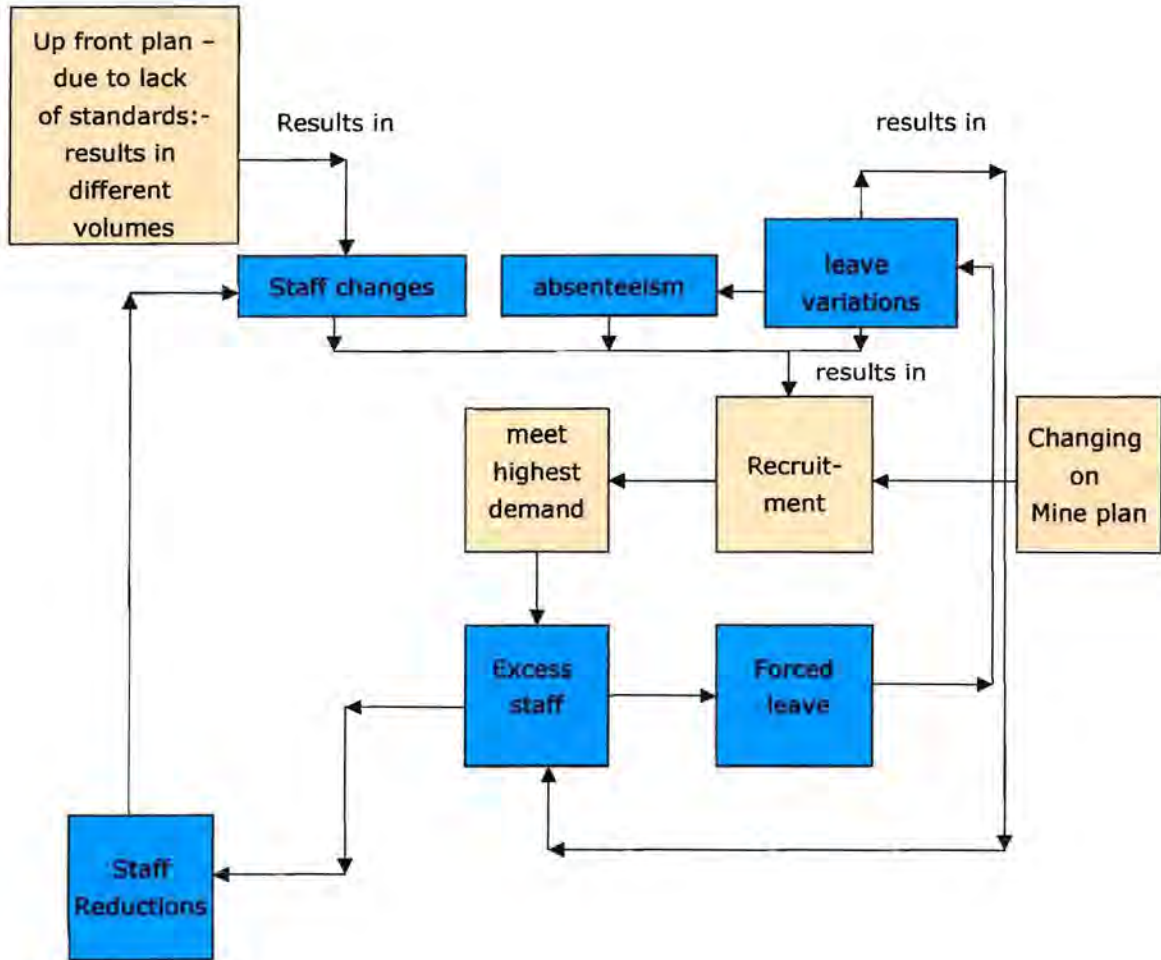 Up front plan –
due to lack
of standards:-
results in
different
volumes
Results in
results in
Staff changes
absenteeism
leave
variations
results in
meet
highest
demand
Recruit-
ment
Changing
on
Mine plan
Excess
staff
Forced
leave
Staff
Reductions